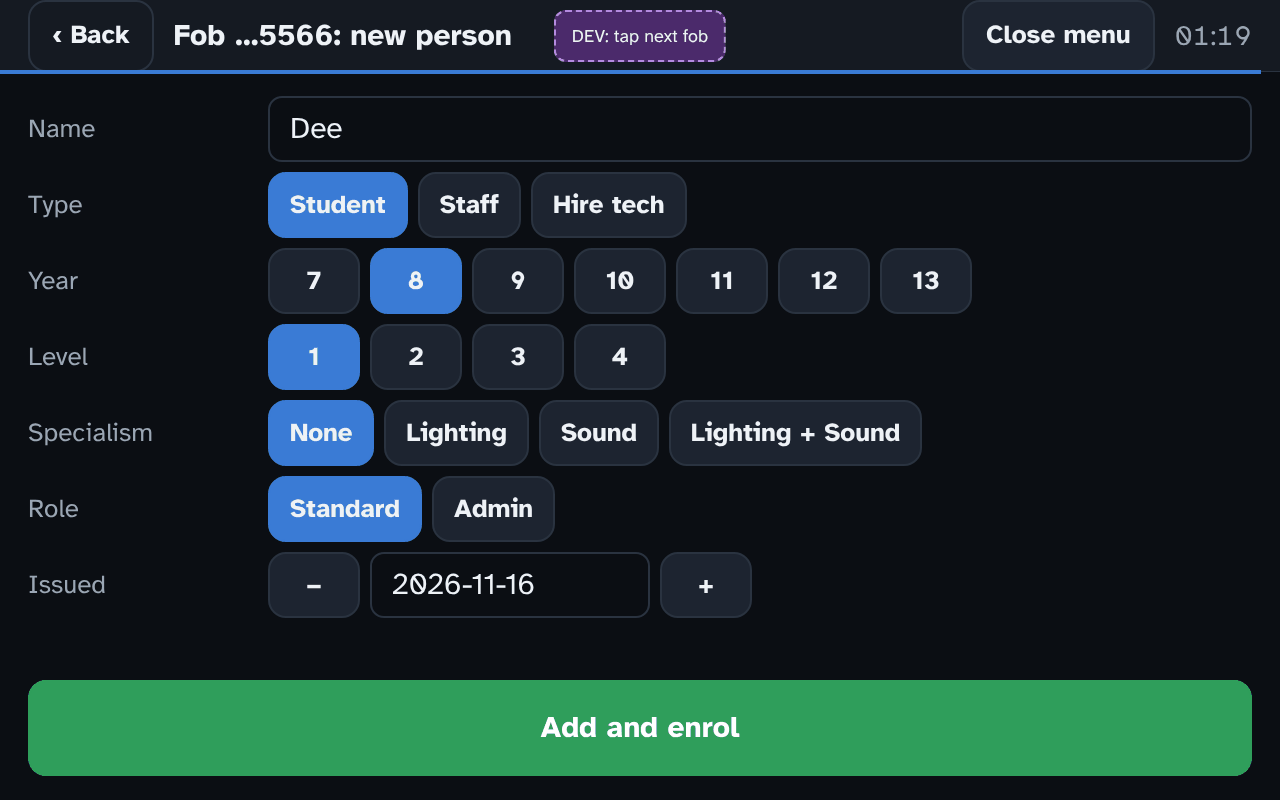 ‹ Back Fob …5566: new person DEV: tap next fob Close menu 01:19
Name Dee
Type Student Staff Hire tech
Year 7 8 9 10 11 12 13
Level 1 2 3 4
Specialism None Lighting Sound Lighting + Sound
Role Standard Admin
Issued – 2026-11-16 +
Add and enrol